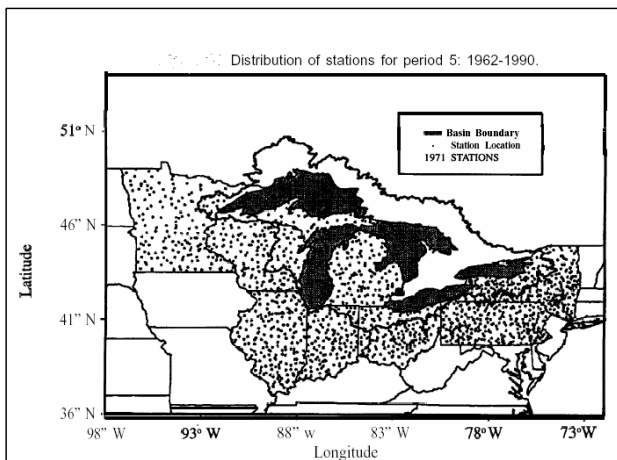 Distribution of stations for period 5: 1962-1990.
51° N
Basin Boundary
Station Location
1971 STATIONS
46" N
Latitude
41" N
36" N
98" W 93° W 88" w 83° W 78° W 73° W
Longitude